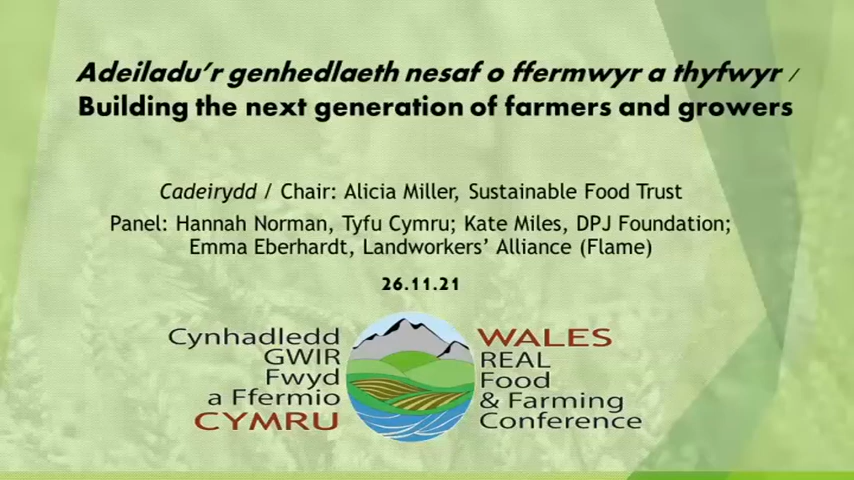 Adeiladu'r genhedlaeth nesaf o ffermwyr a thyfwyr /
Building the next generation of farmers and growers
Cadeirydd / Chair: Alicia Miller, Sustainable Food Trust
Panel: Hannah Norman, Tyfu Cymru; Kate Miles, DPJ Foundation;
Emma Eberhardt, Landworkers' Alliance (Flame)
26.11.21
Cynhadledd
GWIR
Fwyd
a Ffermio
CYMRU
WALES
REAL
Food
& Farming
Conference